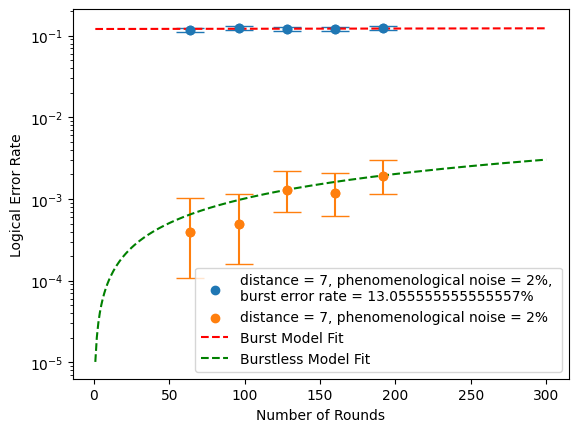 10⁻¹
10⁻²
10⁻³
10⁻⁴
10⁻⁵
Logical Error Rate
distance = 7, phenomenological noise = 2%,
burst error rate = 13.055555555555557%
distance = 7, phenomenological noise = 2%
Burst Model Fit
Burstless Model Fit
0 50 100 150 200 250 300
Number of Rounds